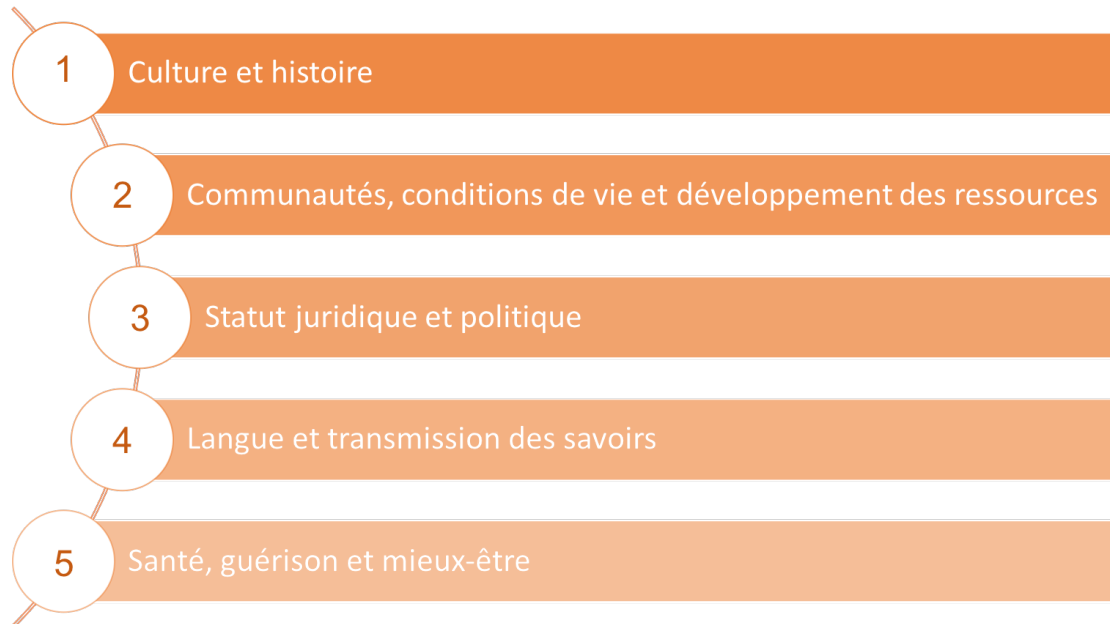 1 Culture et histoire
2 Communautés, conditions de vie et développement des ressources
3 Statut juridique et politique
4 Langue et transmission des savoirs
5 Santé, guérison et mieux-être